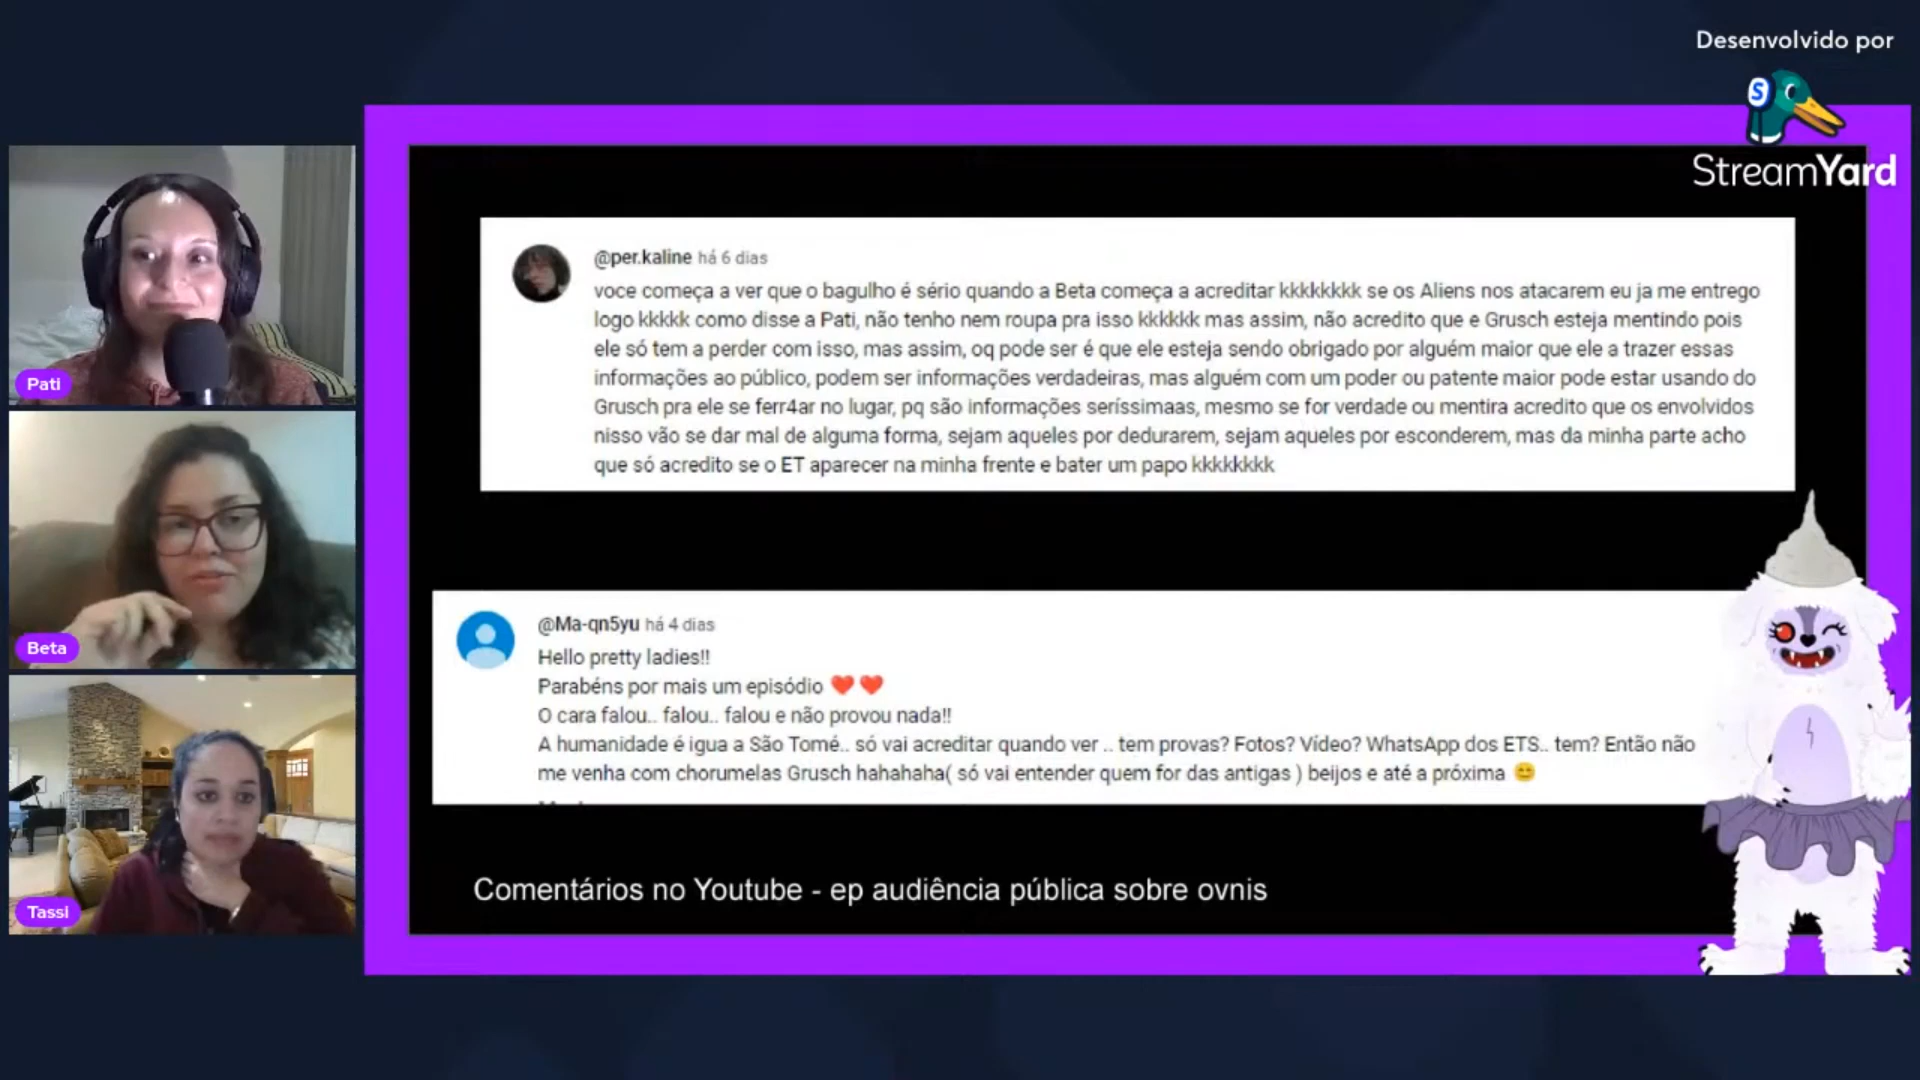 Desenvolvido por
S
StreamYard
Pati
Beta
Tassi
@per.kaline há 6 dias
voce começa a ver que o bagulho é sério quando a Beta começa a acreditar kkkkkkkk se os Aliens nos atacarem eu ja me entrego
logo kkkkk como disse a Pati, não tenho nem roupa pra isso kkkkkk mas assim, não acredito que e Grusch esteja mentindo pois
ele só tem a perder com isso, mas assim, oq pode ser é que ele esteja sendo obrigado por alguém maior que ele a trazer essas
informações ao público, podem ser informações verdadeiras, mas alguém com um poder ou patente maior pode estar usando do
Grusch pra ele se ferr4ar no lugar, pq são informações seríssimaas, mesmo se for verdade ou mentira acredito que os envolvidos
nisso vão se dar mal de alguma forma, sejam aqueles por dedurarem, sejam aqueles por esconderem, mas da minha parte acho
que só acredito se o ET aparecer na minha frente e bater um papo kkkkkkkk
@Ma-qn5yu há 4 dias
Hello pretty ladies!!
Parabéns por mais um episódio ❤️❤️
O cara falou.. falou.. falou e não provou nada!!
A humanidade é igua a São Tomé.. só vai acreditar quando ver .. tem provas? Fotos? Vídeo? WhatsApp dos ETS.. tem? Então não
me venha com chorumelas Grusch hahahaha( só vai entender quem for das antigas ) beijos e até a próxima 😊
Comentários no Youtube - ep audiência pública sobre ovnis